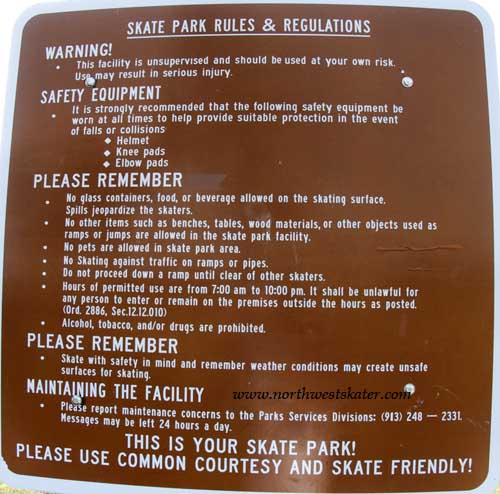 SKATE PARK RULES & REGULATIONS
WARNING!
• This facility is unsupervised and should be used at your own risk.
Use may result in serious injury.
SAFETY EQUIPMENT
• It is strongly recommended that the following safety equipment be
worn at all times to help provide suitable protection in the event
of falls or collisions
◆ Helmet
◆ Knee pads
◆ Elbow pads
PLEASE REMEMBER
• No glass containers, food, or beverage allowed on the skating surface.
Spills jeopardize the skaters.
• No other items such as benches, tables, wood materials, or other objects used as
ramps or jumps are allowed in the skate park facility.
• No pets are allowed in skate park area.
• No Skating against traffic on ramps or pipes.
• Do not proceed down a ramp until clear of other skaters.
• Hours of permitted use are from 7:00 am to 10:00 pm. It shall be unlawful for
any person to enter or remain on the premises outside the hours as posted.
(Ord. 2886, Sec.12.12.010)
• Alcohol, tobacco, and/or drugs are prohibited.
PLEASE REMEMBER
• Skate with safety in mind and remember weather conditions may create unsafe
surfaces for skating.
MAINTAINING THE FACILITY
www.northwestskater.com
• Please report maintenance concerns to the Parks Services Divisions: (913) 248 — 2331.
Messages may be left 24 hours a day.
THIS IS YOUR SKATE PARK!
PLEASE USE COMMON COURTESY AND SKATE FRIENDLY!